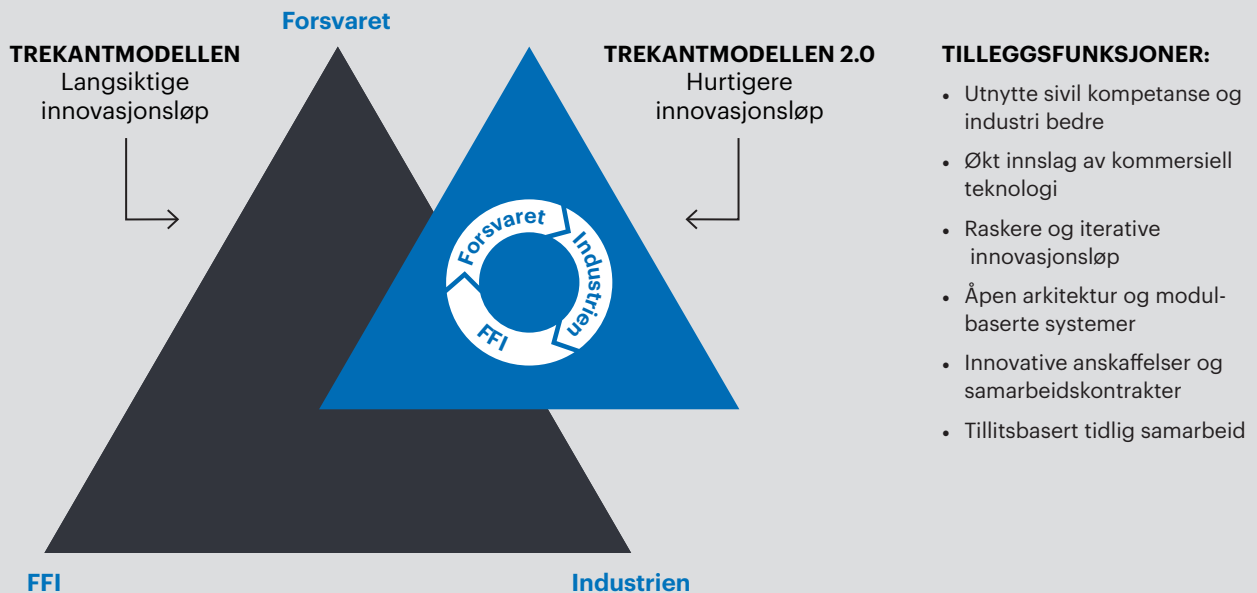 Forsvaret
TREKANTMODELLEN
Langsiktige
innovasjonsløp
TREKANTMODELLEN 2.0
Hurtigere
innovasjonsløp
Forsvaret
Industrien
FFI
FFI
Industrien
TILLEGGSFUNKSJONER:
• Utnytte sivil kompetanse og
industri bedre
• Økt innslag av kommersiell
teknologi
• Raskere og iterative
innovasjonsløp
• Åpen arkitektur og modul-
baserte systemer
• Innovative anskaffelser og
samarbeidskontrakter
• Tillitsbasert tidlig samarbeid